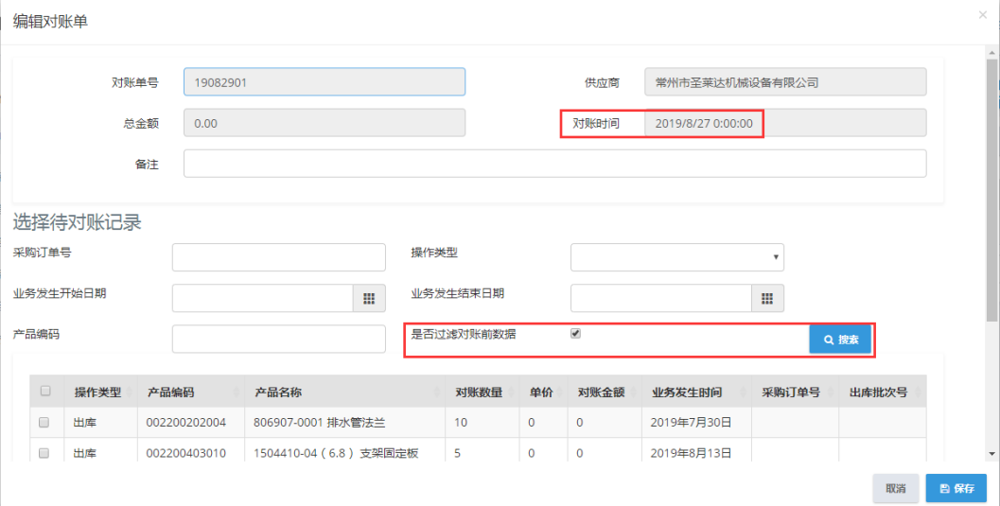 编辑对账单
×
对账单号 19082901 供应商 常州市圣莱达机械设备有限公司
总金额 0.00 对账时间 2019/8/27 0:00:00
备注
选择待对账记录
采购订单号 操作类型
业务发生开始日期 业务发生结束日期
产品编码 是否过滤对账前数据 搜索
操作类型 产品编码 产品名称 对账数量 单价 对账金额 业务发生时间 采购订单号 出库批次号
出库 002200202004 806907-0001 排水管法兰 10 0 0 2019年7月30日
出库 002200403010 1504410-04（6.8）支架固定板 5 0 0 2019年8月13日
取消 保存